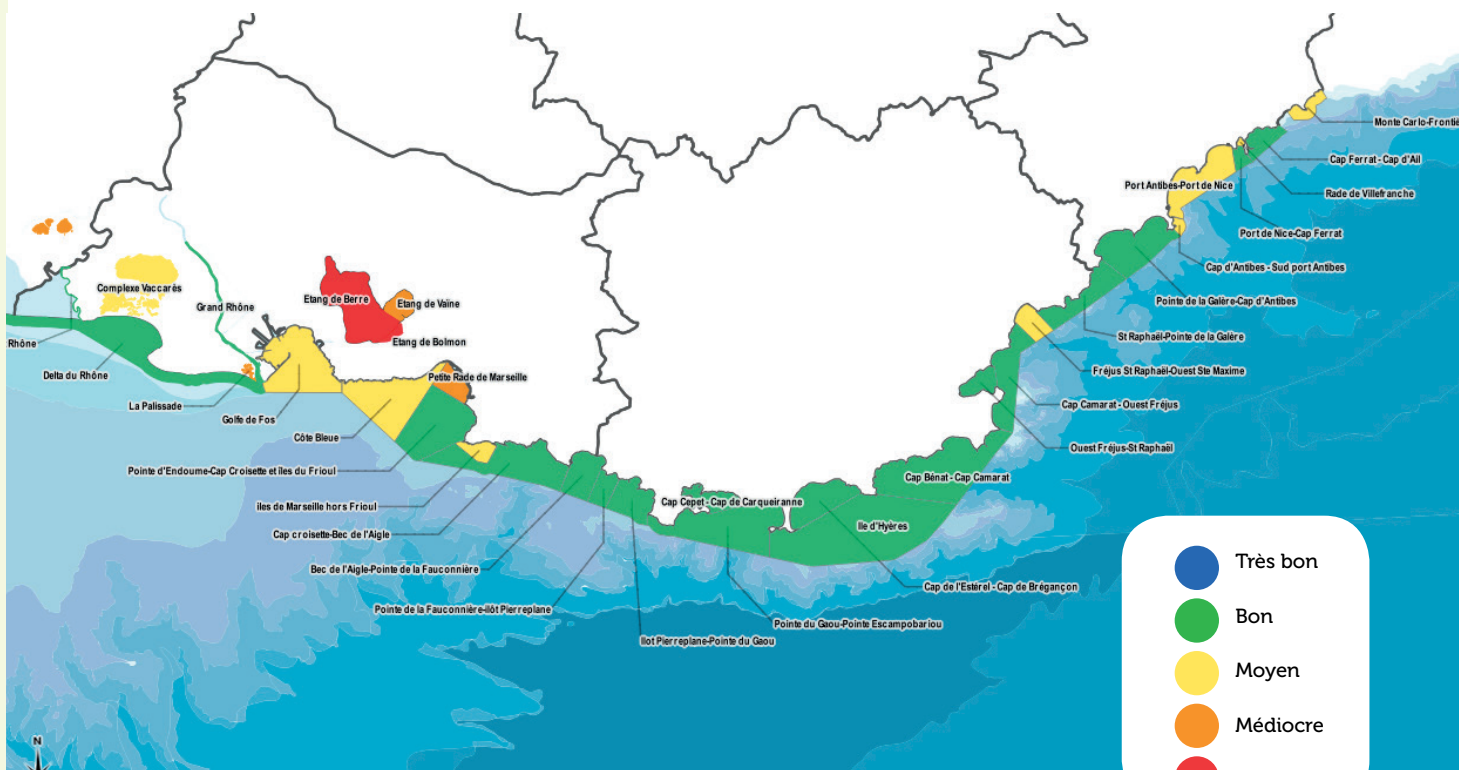 Monte Carlo-Frontiè
Cap Ferrat - Cap d'Ail
Port Antibes-Port de Nice
Rade de Villefranche
Port de Nice-Cap Ferrat
Cap d'Antibes - Sud port Antibes
Complexe Vaccarès
Etang de Berre
Etang de Vaïne
Pointe de la Galère-Cap d'Antibes
Grand Rhône
St Raphaël-Pointe de la Galère
Rhône
Etang de Bolmon
Delta du Rhône
Petite Rade de Marseille
Fréjus St Raphaël-Ouest Ste Maxime
La Palissade
Cap Camarat - Ouest Fréjus
Golfe de Fos
Côte Bleue
Ouest Fréjus-St Raphaël
Pointe d'Endoume-Cap Croisette et îles du Frioul
Cap Bénat - Cap Camarat
Cap Cepet - Cap de Carqueiranne
iles de Marseille hors Frioul
Ile d'Hyères
Cap croisette-Bec de l'Aigle
Bec de l'Aigle-Pointe de la Fauconnière
Cap de l'Estérel - Cap de Brégançon
Pointe de la Fauconnière-ilôt Pierreplane
Pointe du Gaou-Pointe Escampobariou
Ilot Pierreplane-Pointe du Gaou
Très bon
Bon
Moyen
Médiocre
N